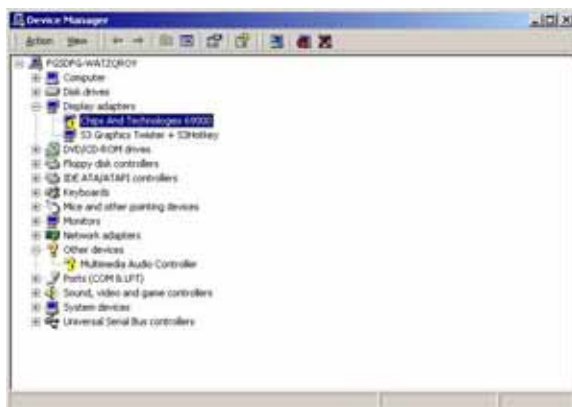 Device Manager
Action View
PGSDFG-WATZQROY
Computer
Disk drives
Display adapters
Chips And Technologies 69000
S3 Graphics Twister + S3Hotkey
DVD/CD-ROM drives
Floppy disk controllers
IDE ATA/ATAPI controllers
Keyboards
Mice and other pointing devices
Monitors
Network adapters
Other devices
Multimedia Audio Controller
Ports (COM & LPT)
Sound, video and game controllers
System devices
Universal Serial Bus controllers